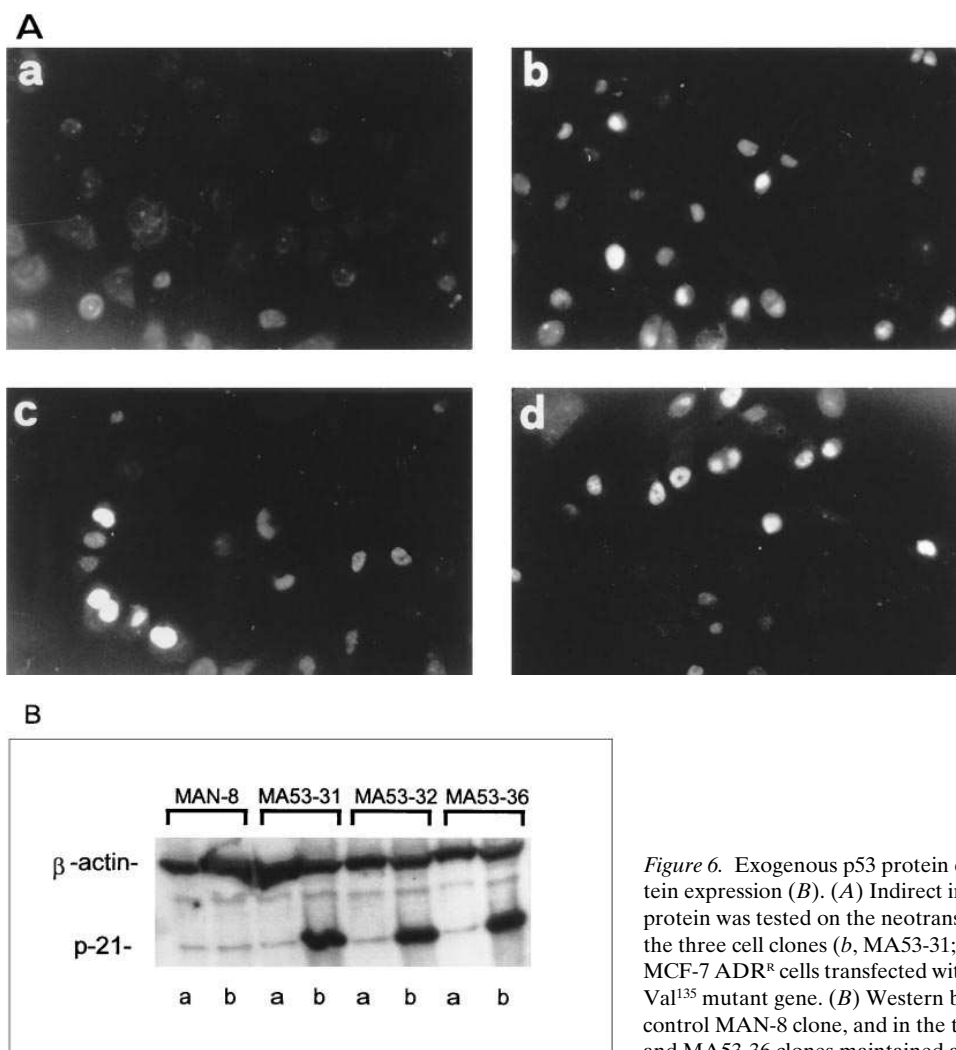 A
a
b
c
d
B
MAN-8 MA53-31 MA53-32 MA53-36
β-actin-
p-21-
a b a b a b a b
Figure 6. Exogenous p53 protein
tein expression (B). (A) Indirect
protein was tested on the neotrans
the three cell clones (b, MA53-31;
MCF-7 ADRᴿ cells transfected wit
Val¹³⁵ mutant gene. (B) Western b
control MAN-8 clone, and in the t